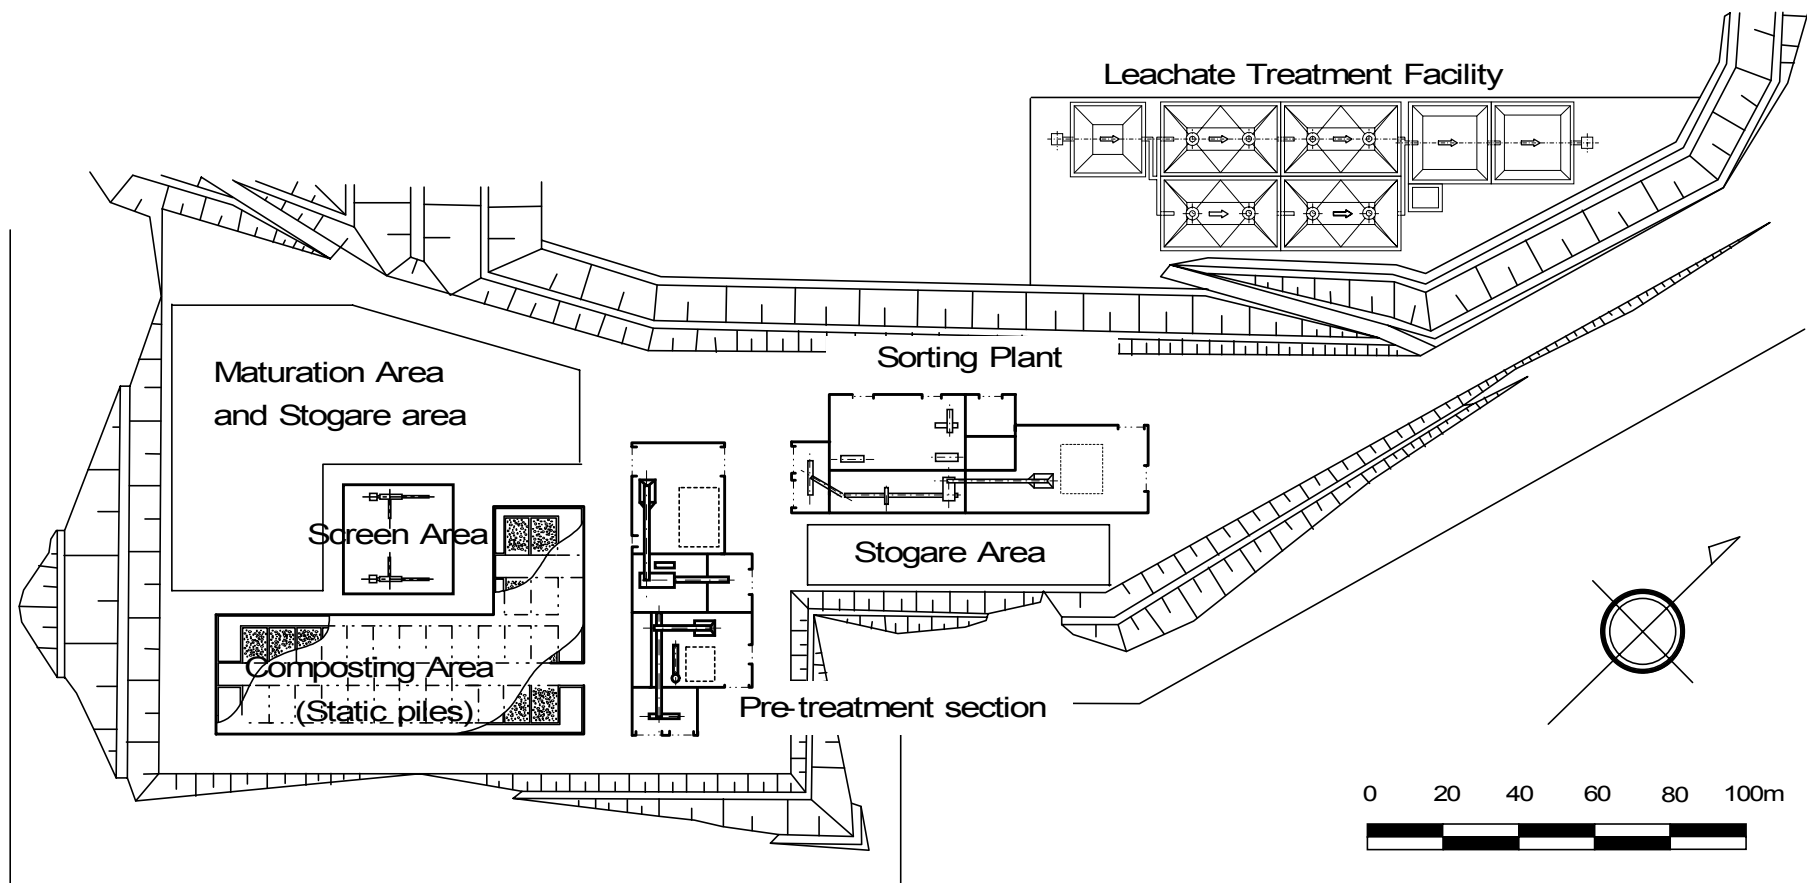 Leachate Treatment Facility
Sorting Plant
Maturation Area
and Stogare area
Screen Area
Stogare Area
Composting Area
(Static piles)
Pre-treatment section
0 20 40 60 80 100m